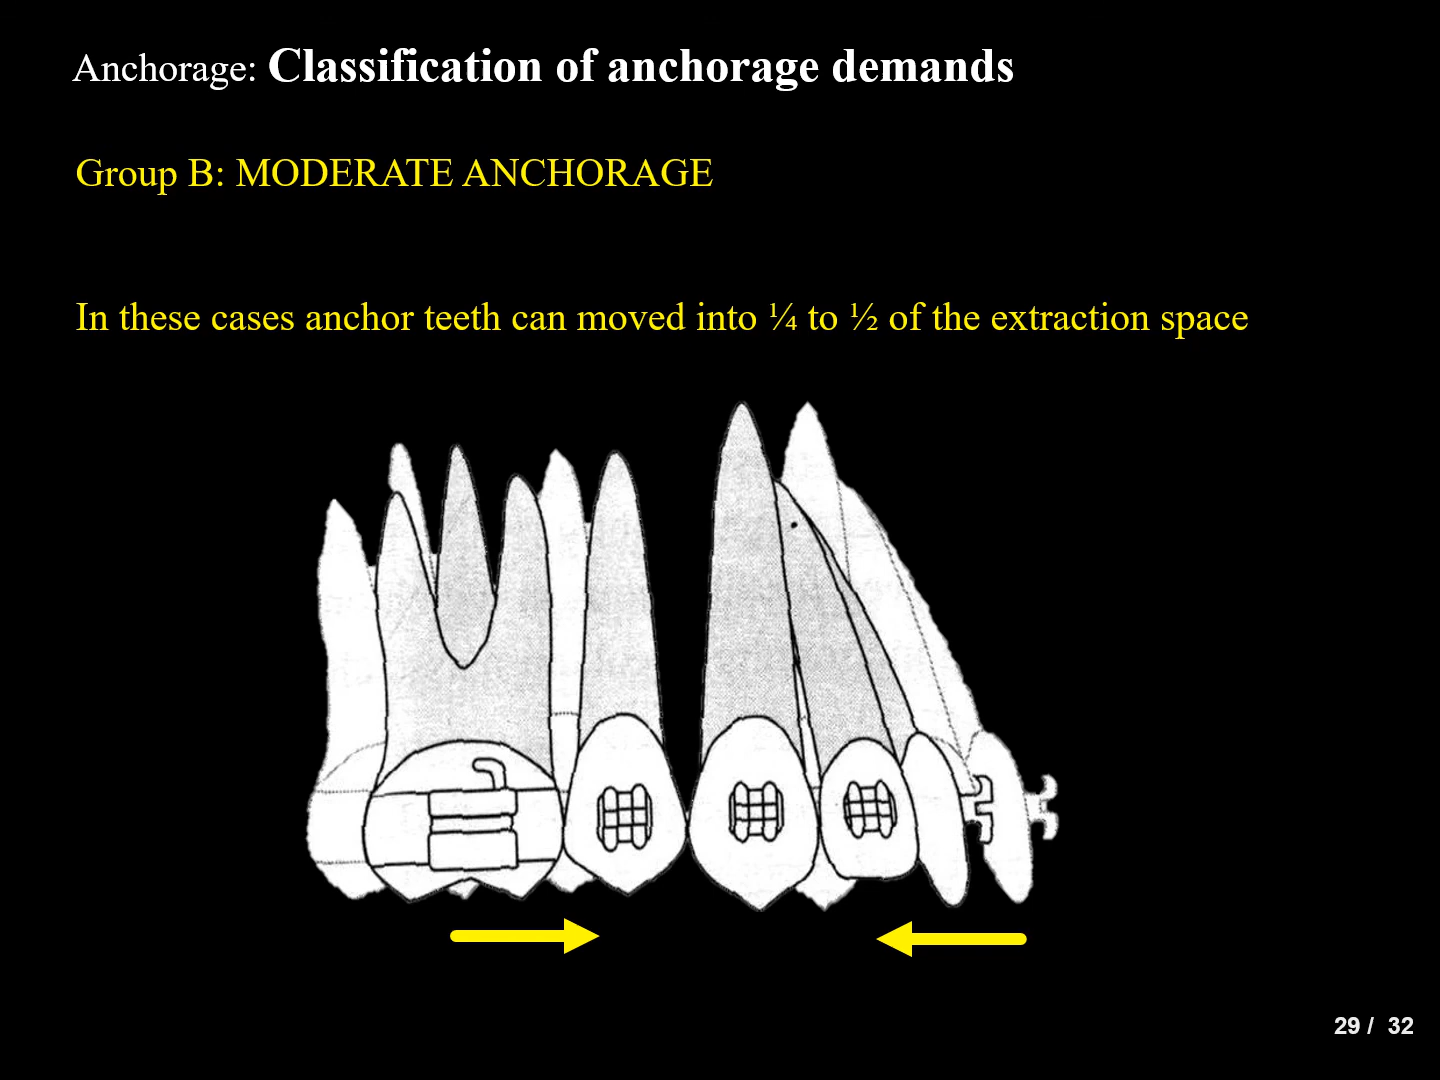 Anchorage: Classification of anchorage demands
Group B: MODERATE ANCHORAGE
In these cases anchor teeth can moved into ¼ to ½ of the extraction space
29 / 32